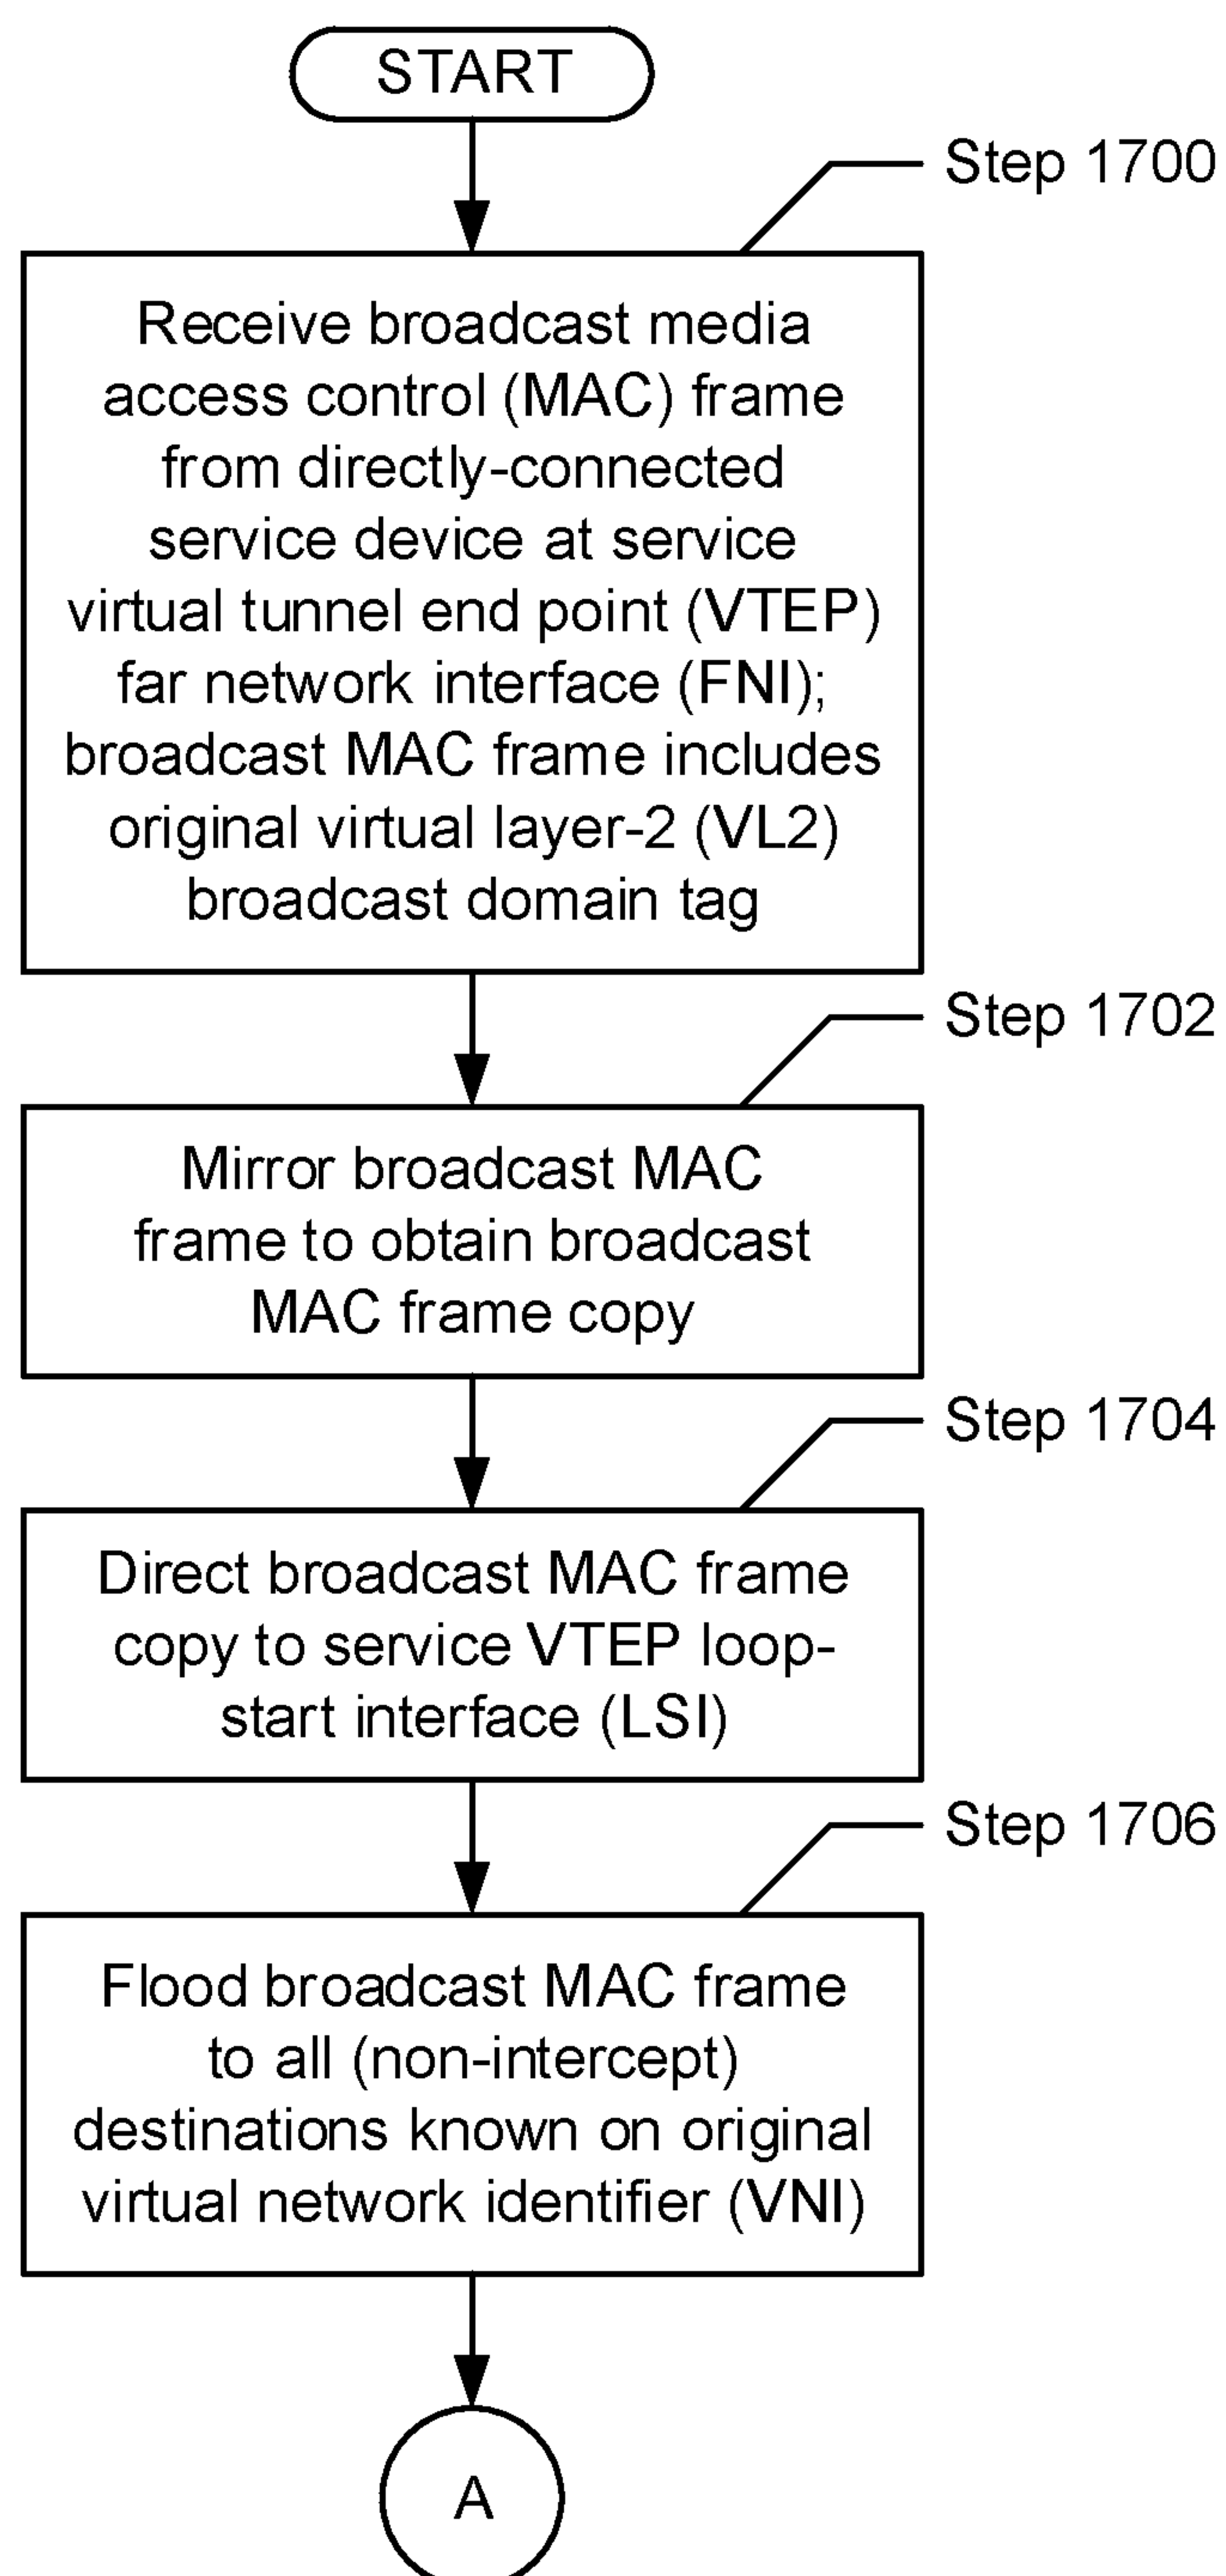 START
Step 1700
Receive broadcast media
access control (MAC) frame
from directly-connected
service device at service
virtual tunnel end point (VTEP)
far network interface (FNI);
broadcast MAC frame includes
original virtual layer-2 (VL2)
broadcast domain tag
Step 1702
Mirror broadcast MAC
frame to obtain broadcast
MAC frame copy
Step 1704
Direct broadcast MAC frame
copy to service VTEP loop-
start interface (LSI)
Step 1706
Flood broadcast MAC frame
to all (non-intercept)
destinations known on original
virtual network identifier (VNI)
A